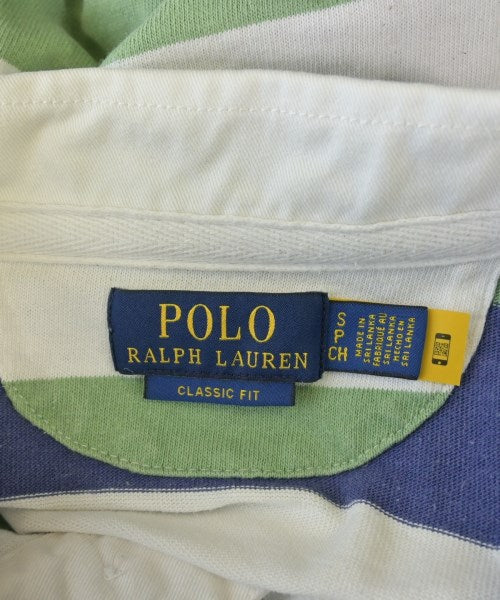 POLO
RALPH LAUREN
CLASSIC FIT
S
P
CH
MADE IN
SRI LANKA
FABRIQUÉ AU
SRI LANKA
HECHO EN
SRI LANKA